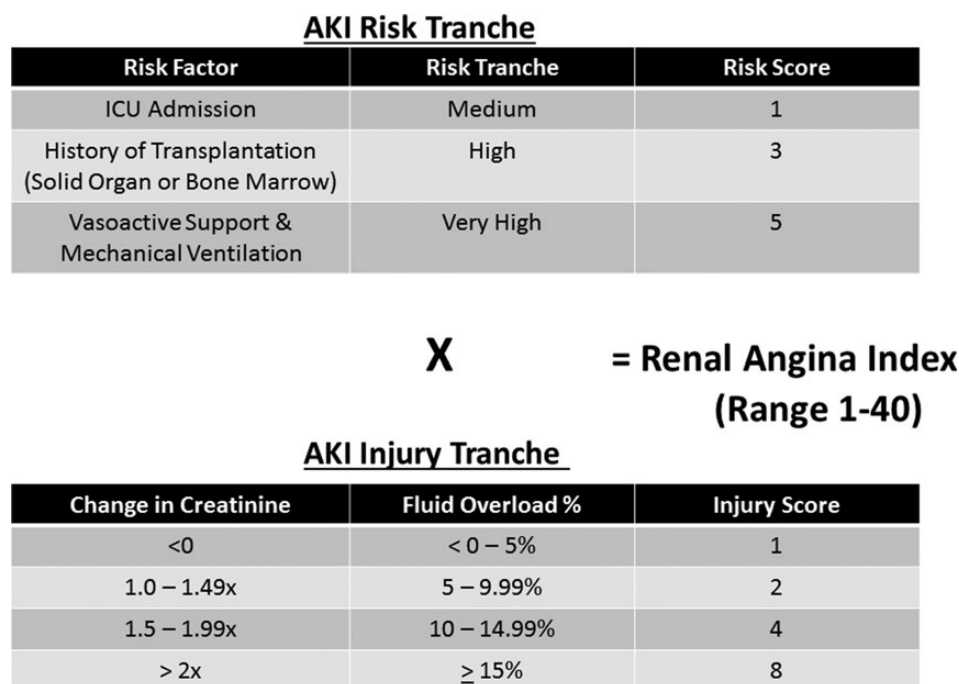 AKI Risk Tranche
Risk Factor Risk Tranche Risk Score
ICU Admission Medium 1
History of Transplantation High 3
(Solid Organ or Bone Marrow)
Vasoactive Support & Very High 5
Mechanical Ventilation
X = Renal Angina Index
(Range 1-40)
AKI Injury Tranche
Change in Creatinine Fluid Overload % Injury Score
<0 < 0 – 5% 1
1.0 – 1.49x 5 – 9.99% 2
1.5 – 1.99x 10 – 14.99% 4
> 2x ≥ 15% 8